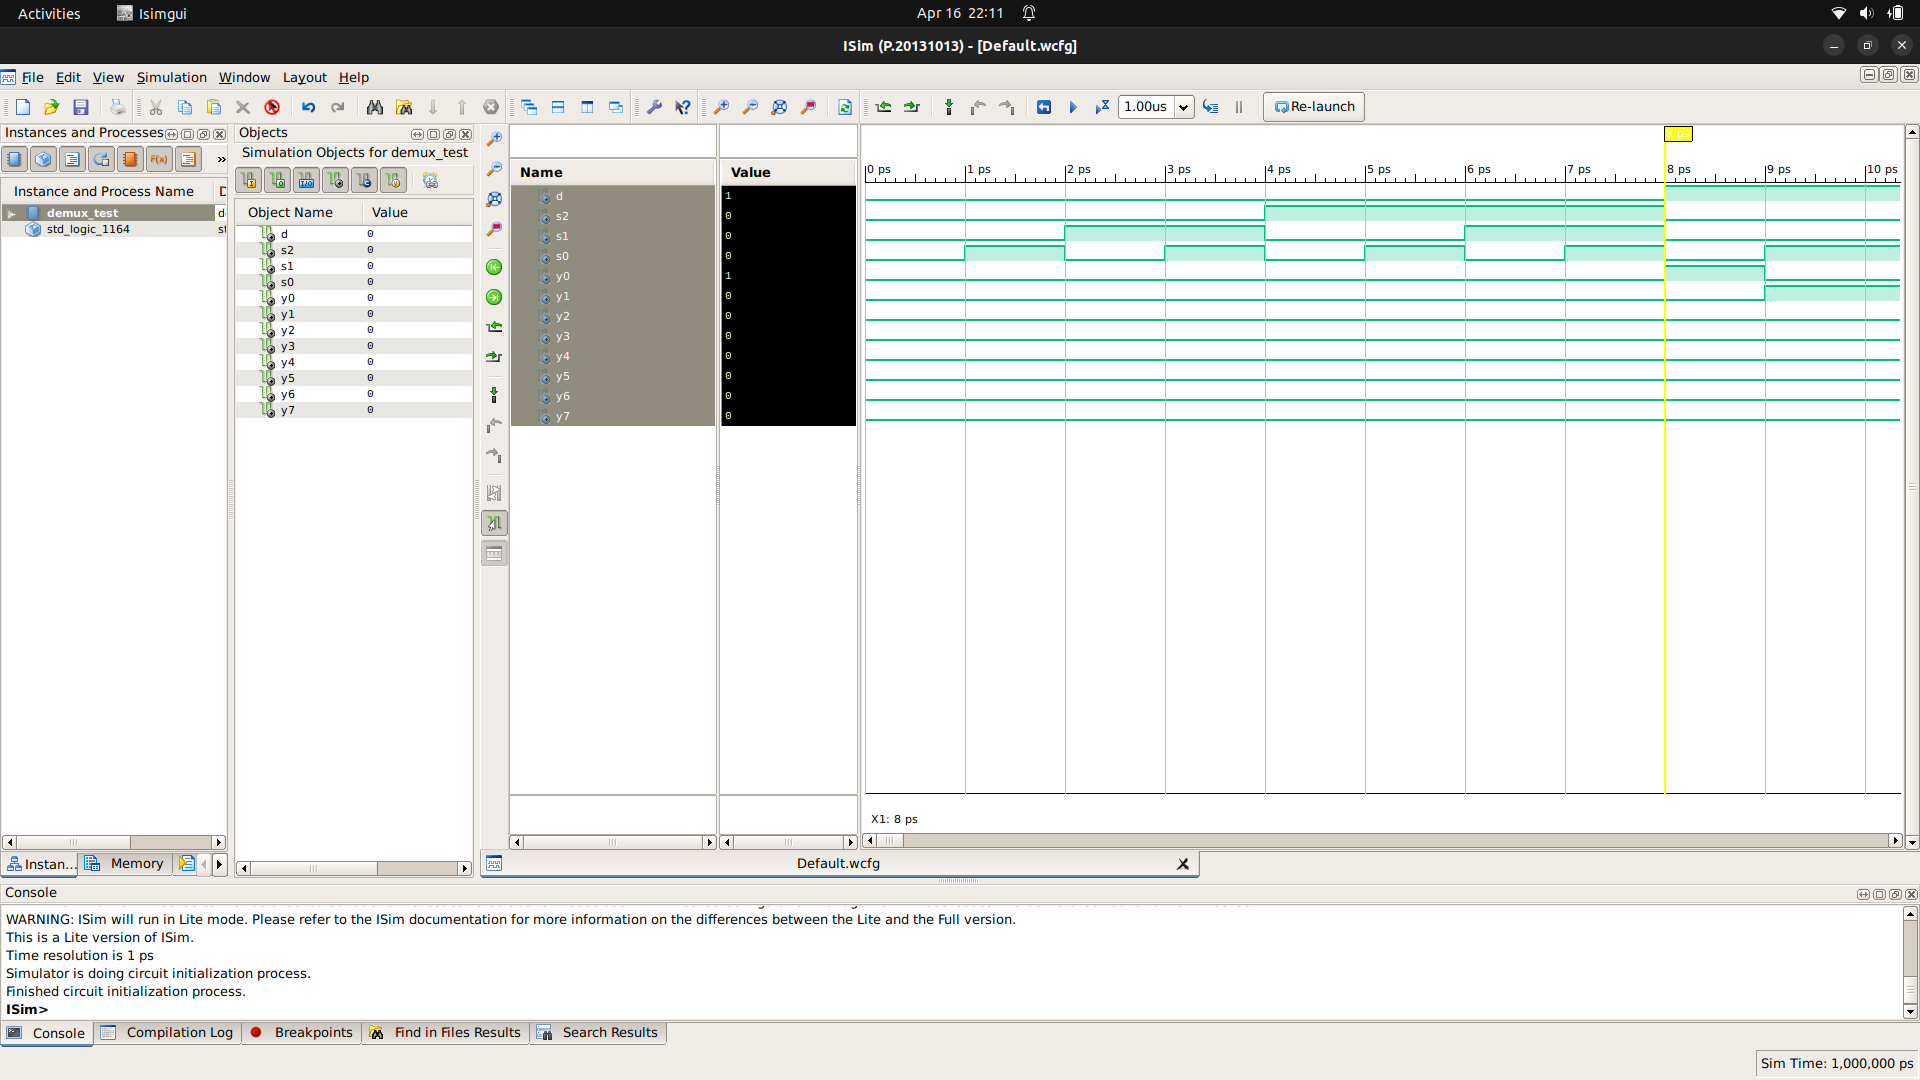 Activities Isimgui Apr 16 22:11
ISim (P.20131013) - [Default.wcfg]
File Edit View Simulation Window Layout Help
1.00us Re-launch
Instances and Processes
Instance and Process Name
demux_test
std_logic_1164
Instan... Memory
Objects
Simulation Objects for demux_test
Object Name Value
d 0
s2 0
s1 0
s0 0
y0 0
y1 0
y2 0
y3 0
y4 0
y5 0
y6 0
y7 0
Name Value
d 1
s2 0
s1 0
s0 0
y0 1
y1 0
y2 0
y3 0
y4 0
y5 0
y6 0
y7 0
8 ps
0 ps 1 ps 2 ps 3 ps 4 ps 5 ps 6 ps 7 ps 8 ps 9 ps 10 ps
X1: 8 ps
Default.wcfg
Console
WARNING: ISim will run in Lite mode. Please refer to the ISim documentation for more information on the differences between the Lite and the Full version.
This is a Lite version of ISim.
Time resolution is 1 ps
Simulator is doing circuit initialization process.
Finished circuit initialization process.
ISim>
Console Compilation Log Breakpoints Find in Files Results Search Results
Sim Time: 1,000,000 ps